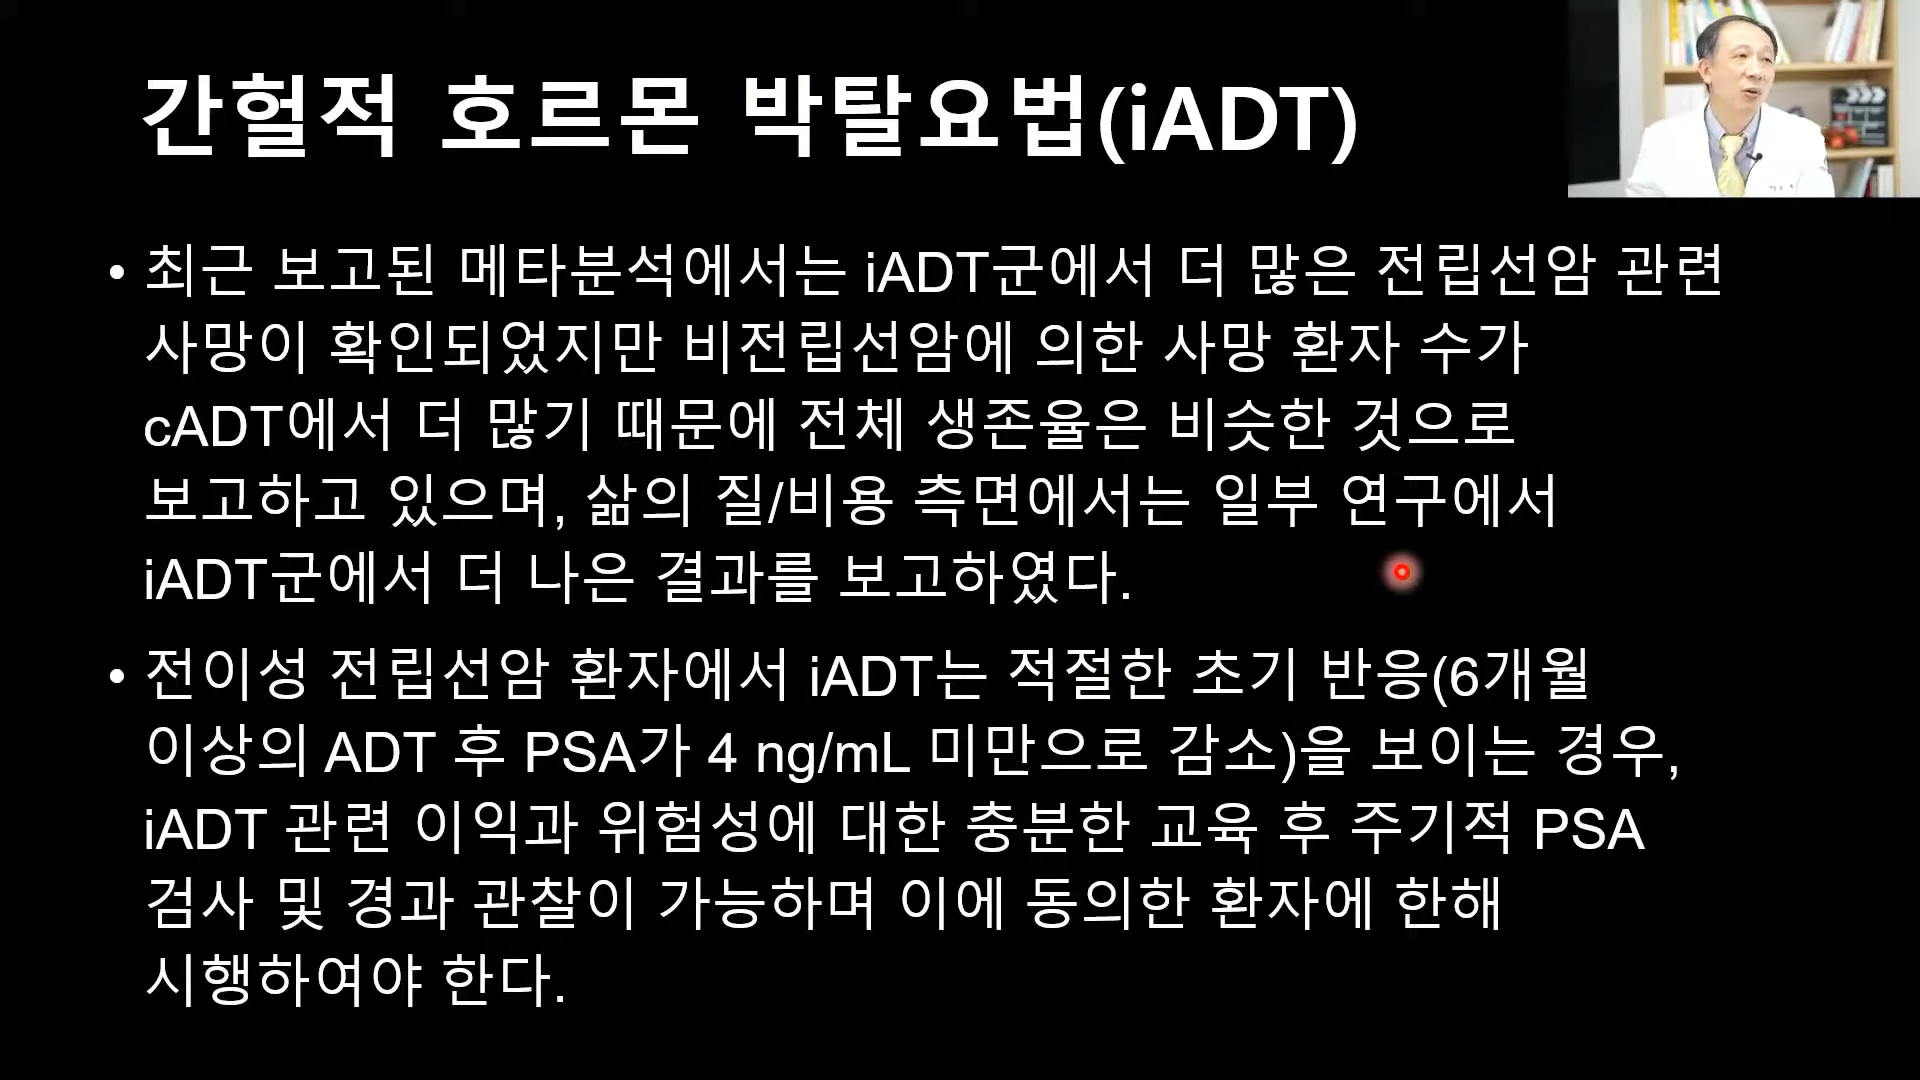 간헐적 호르몬 박탈요법(iADT)
• 최근 보고된 메타분석에서는 iADT군에서 더 많은 전립선암 관련
사망이 확인되었지만 비전립선암에 의한 사망 환자 수가
cADT에서 더 많기 때문에 전체 생존율은 비슷한 것으로
보고하고 있으며, 삶의 질/비용 측면에서는 일부 연구에서
iADT군에서 더 나은 결과를 보고하였다.
• 전이성 전립선암 환자에서 iADT는 적절한 초기 반응(6개월
이상의 ADT 후 PSA가 4 ng/mL 미만으로 감소)을 보이는 경우,
iADT 관련 이익과 위험성에 대한 충분한 교육 후 주기적 PSA
검사 및 경과 관찰이 가능하며 이에 동의한 환자에 한해
시행하여야 한다.